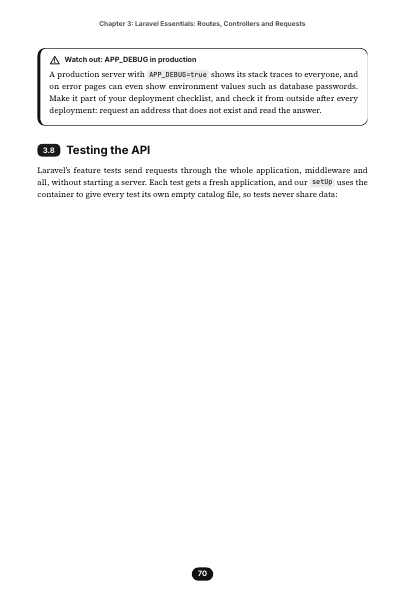 Chapter 3: Laravel Essentials: Routes, Controllers and Requests
Watch out: APP_DEBUG in production
A production server with APP_DEBUG=true shows its stack traces to everyone, and
on error pages can even show environment values such as database passwords.
Make it part of your deployment checklist, and check it from outside after every
deployment: request an address that does not exist and read the answer.
3.8 Testing the API
Laravel’s feature tests send requests through the whole application, middleware and
all, without starting a server. Each test gets a fresh application, and our setUp uses the
container to give every test its own empty catalog file, so tests never share data:
70